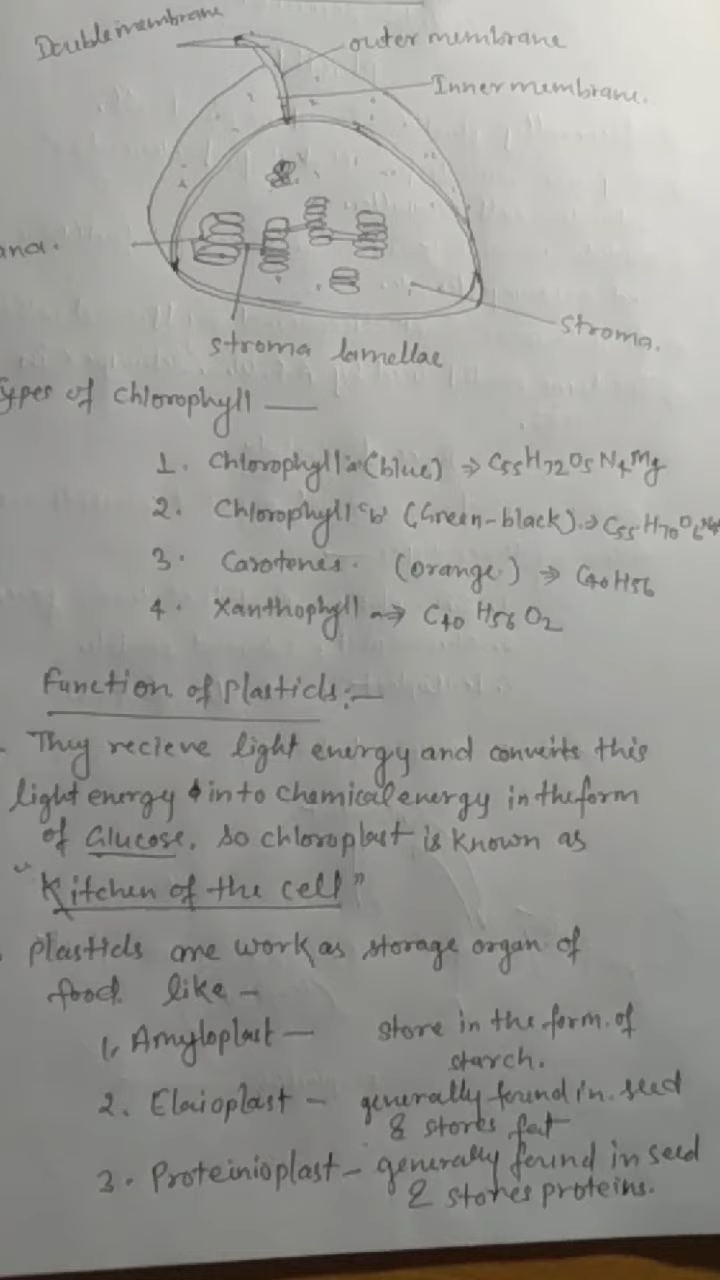 Double membrane
outer membrane
Inner membrane.
ana.
stroma.
stroma lamellae
Types of chlorophyll —
1. Chlorophyll 'a' (blue) ⇒ C55H72O5N4Mg
2. Chlorophyll 'b' (Green-black). ⇒ C55H70O6N4
3. Carotenes. (orange.) ⇒ C40H56
4. Xanthophyll ⇒ C40H56O2
Function of plastids:—
They recieve light energy and converts this
light energy into chemical energy in the form
of Glucose, so chloroplast is known as
"Kitchen of the cell"
Plastids are work as storage organ of
food like -
1, Amyloplast — store in the form of
starch.
2. Elaioplast - generally found in seed
& stores fat
3. Proteinioplast - generally found in seed
& stores proteins.